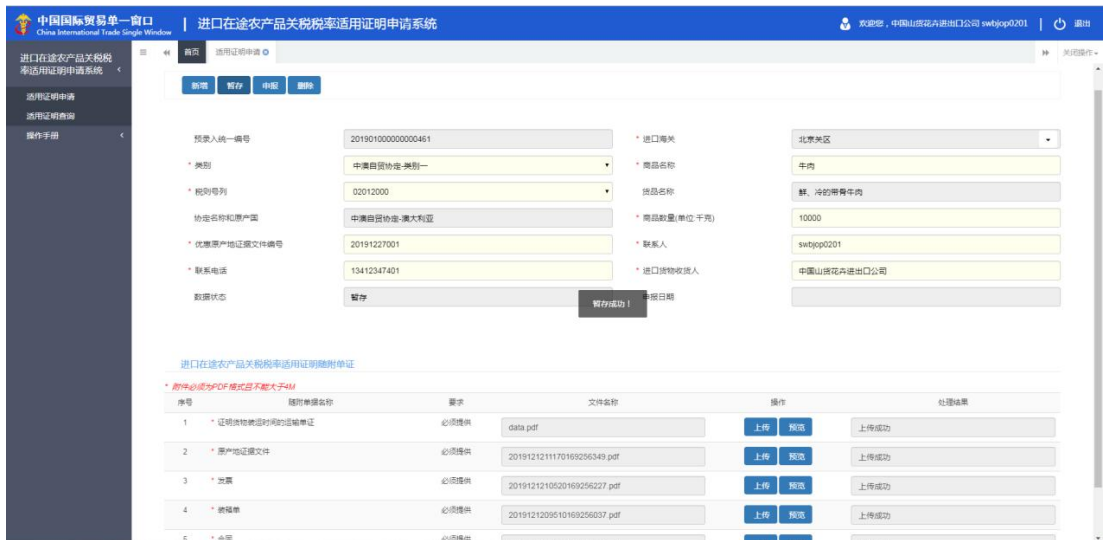 中国国际贸易单一窗口 | 进口在途农产品关税税率适用证明申请系统 欢迎您，中国山货花卉进出口公司 swbjop0201 | 退出
China International Trade Single Window
进口在途农产品关税税率适用证明申请系统
首页 适用证明申请 关闭操作
适用证明申请
适用证明查询
操作手册
新增 暂存 申报 删除
预录入统一编号 201901000000000461 * 进口海关 北京关区
* 类别 中澳自贸协定-类别一 * 商品名称 牛肉
* 税则号列 02012000 货品名称 鲜、冷的带骨牛肉
协定名称和原产国 中澳自贸协定-澳大利亚 * 商品数量(单位:千克) 10000
* 优惠原产地证据文件编号 20191227001 * 联系人 swbjop0201
* 联系电话 13412347401 * 进口货物收货人 中国山货花卉进出口公司
数据状态 暂存 申报日期
暂存成功！
进口在途农产品关税税率适用证明随附单证
* 附件必须为PDF格式且不能大于4M
序号 随附单据名称 要求 文件名称 操作 处理结果
1 * 证明货物装运时间的运输单证 必须提供 data.pdf 上传 预览 上传成功
2 * 原产地证据文件 必须提供 2019121211170169256349.pdf 上传 预览 上传成功
3 * 发票 必须提供 2019121210520169256227.pdf 上传 预览 上传成功
4 * 装箱单 必须提供 2019121209510169256037.pdf 上传 预览 上传成功
5 * 合同 必须提供